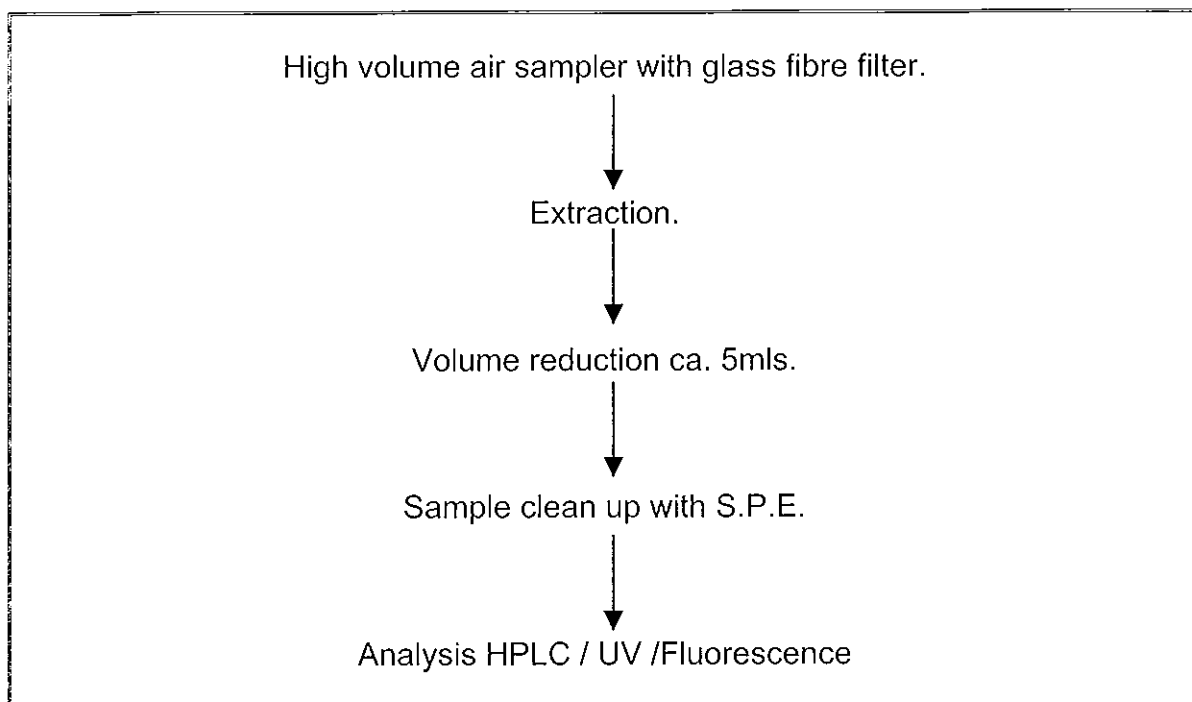 High volume air sampler with glass fibre filter.
Extraction.
Volume reduction ca. 5mls.
Sample clean up with S.P.E.
Analysis HPLC / UV /Fluorescence